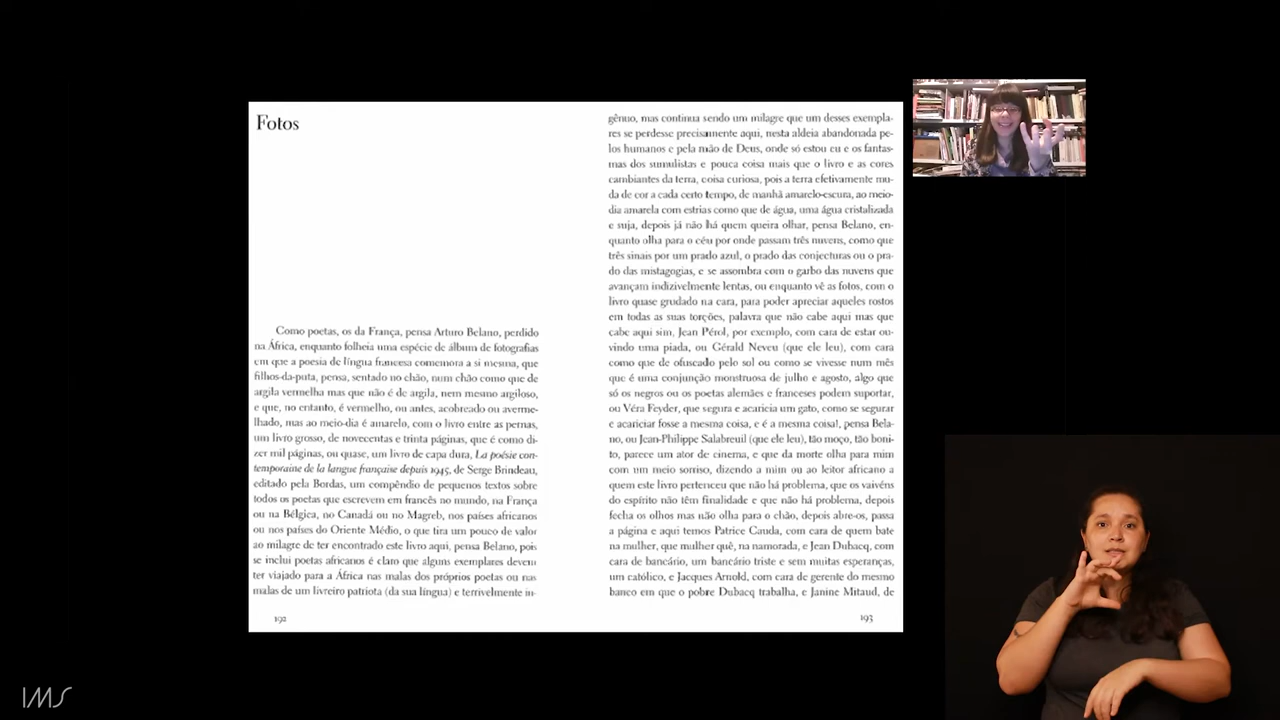 Fotos
Como poetas, os da França, pensa Arturo Belano, perdido
na África, enquanto folheia uma espécie de álbum de fotografias
em que a poesia de língua francesa comemora a si mesma, que
filhos-da-puta, pensa, sentado no chão, num chão como que de
argila vermelha mas que não é de argila, nem mesmo argiloso,
e que, no entanto, é vermelho, ou antes, acobreado ou averme-
lhado, mas ao meio-dia é amarelo, com o livro entre as pernas,
um livro grosso, de novecentas e trinta páginas, que é como di-
zer mil páginas, ou quase, um livro de capa dura, La poésie con-
temporaine de la langue française depuis 1945, de Serge Brindeau,
editado pela Bordas, um compêndio de pequenos textos sobre
todos os poetas que escrevem em francês no mundo, na França
ou na Bélgica, no Canadá ou no Magreb, nos países africanos
ou nos países do Oriente Médio, o que tira um pouco de valor
ao milagre de ter encontrado este livro aqui, pensa Belano, pois
se inclui poetas africanos é claro que alguns exemplares devem
ter viajado para a África nas malas dos próprios poetas ou nas
malas de um livreiro patriota (da sua língua) e terrivelmente in-
192
gênuo, mas continua sendo um milagre que um desses exempla-
res se perdesse precisamente aqui, nesta aldeia abandonada pe-
los humanos e pela mão de Deus, onde só estou eu e os fantas-
mas dos sumulistas e pouca coisa mais que o livro e as cores
cambiantes da terra, coisa curiosa, pois a terra efetivamente mu-
da de cor a cada certo tempo, de manhã amarelo-escura, ao meio-
dia amarela com estrias como que de água, uma água cristalizada
e suja, depois já não há quem queira olhar, pensa Belano, en-
quanto olha para o céu por onde passam três nuvens, como que
três sinais por um prado azul, o prado das conjecturas ou o pra-
do das mistagogias, e se assombra com o garbo das nuvens que
avançam indizivelmente lentas, ou enquanto vê as fotos, com o
livro quase grudado na cara, para poder apreciar aqueles rostos
em todas as suas torções, palavra que não cabe aqui mas que
cabe aqui sim, Jean Pérol, por exemplo, com cara de estar ou-
vindo uma piada, ou Gérald Neveu (que ele leu), com cara
como que de ofuscado pelo sol ou como se vivesse num mês
que é uma conjunção monstruosa de julho e agosto, algo que
só os negros ou os poetas alemães e franceses podem suportar,
ou Véra Feyder, que segura e acaricia um gato, como se segurar
e acariciar fosse a mesma coisa, e é a mesma coisa!, pensa Bela-
no, ou Jean-Philippe Salabreuil (que ele leu), tão moço, tão boni-
to, parece um ator de cinema, e que da morte olha para mim
com um meio sorriso, dizendo a mim ou ao leitor africano a
quem este livro pertenceu que não há problema, que os vaivéns
do espírito não têm finalidade e que não há problema, depois
fecha os olhos mas não olha para o chão, depois abre-os, passa
a página e aqui temos Patrice Cauda, com cara de quem bate
na mulher, que mulher quê, na namorada, e Jean Dubacq, com
cara de bancário, um bancário triste e sem muitas esperanças,
um católico, e Jacques Arnold, com cara de gerente do mesmo
banco em que o pobre Dubacq trabalha, e Janine Mitaud, de
193
IMS